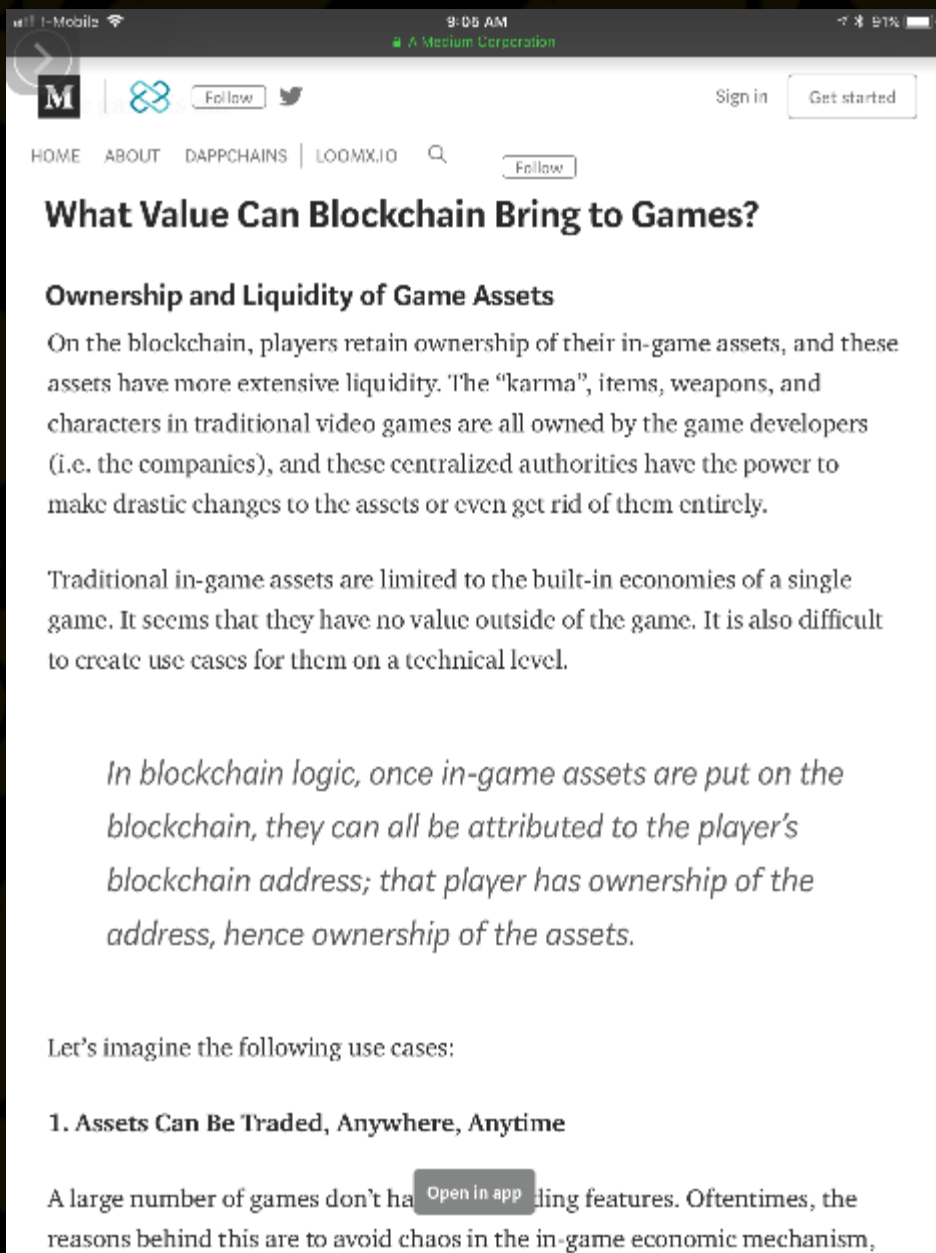 T-Mobile 9:06 AM 91%
A Medium Corporation
M Follow Sign in Get started
HOME ABOUT DAPPCHAINS LOOMX.IO Follow
What Value Can Blockchain Bring to Games?
Ownership and Liquidity of Game Assets
On the blockchain, players retain ownership of their in-game assets, and these
assets have more extensive liquidity. The “karma”, items, weapons, and
characters in traditional video games are all owned by the game developers
(i.e. the companies), and these centralized authorities have the power to
make drastic changes to the assets or even get rid of them entirely.
Traditional in-game assets are limited to the built-in economies of a single
game. It seems that they have no value outside of the game. It is also difficult
to create use cases for them on a technical level.
In blockchain logic, once in-game assets are put on the
blockchain, they can all be attributed to the player’s
blockchain address; that player has ownership of the
address, hence ownership of the assets.
Let’s imagine the following use cases:
1. Assets Can Be Traded, Anywhere, Anytime
A large number of games don’t ha Open in app ding features. Oftentimes, the
reasons behind this are to avoid chaos in the in-game economic mechanism,